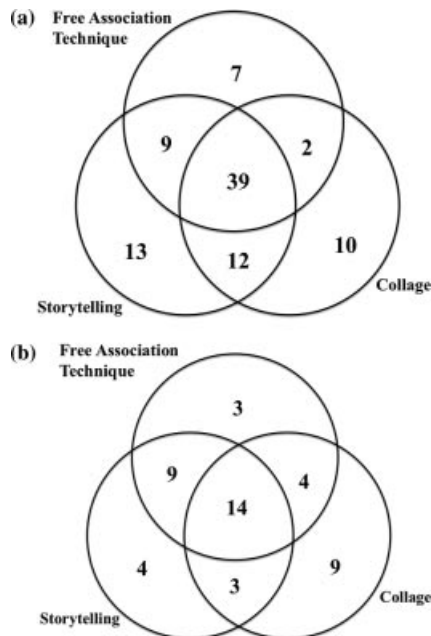 (a) Free Association
Technique
7
9
2
39
13
12
10
Collage
Storytelling
(b) Free Association
Technique
3
9
4
14
4
3
9
Collage
Storytelling